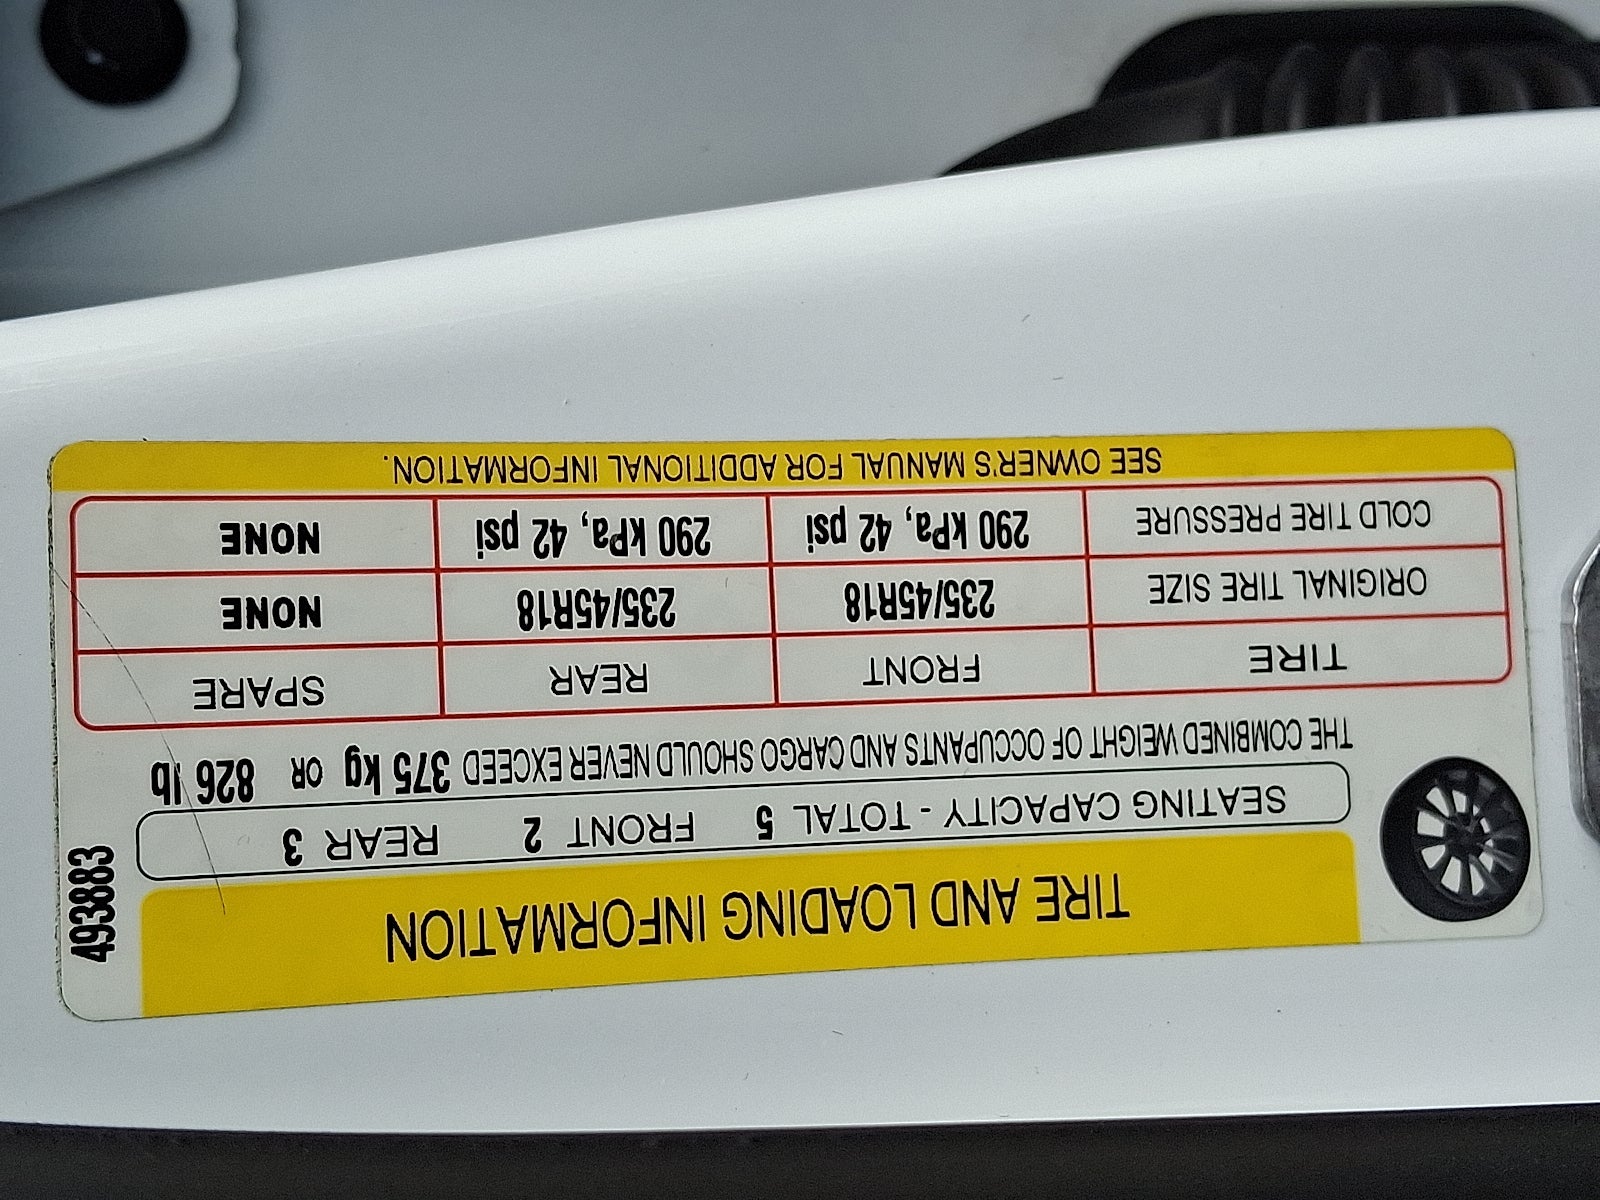 TIRE AND LOADING INFORMATION
SEATING CAPACITY - TOTAL 5 FRONT 2 REAR 3
THE COMBINED WEIGHT OF OCCUPANTS AND CARGO SHOULD NEVER EXCEED 375 kg OR 826 lb
TIRE FRONT REAR SPARE
ORIGINAL TIRE SIZE 235/45R18 235/45R18 NONE
COLD TIRE PRESSURE 290 kPa, 42 psi 290 kPa, 42 psi NONE
SEE OWNER'S MANUAL FOR ADDITIONAL INFORMATION.
493883